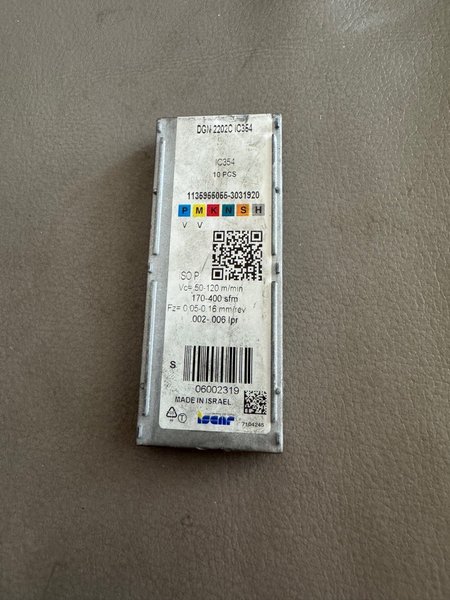 DGN 2202C IC354
IC354
10 PCS
1135955055-3031920
P M K N S H
V V
SO P
Vc= 50-120 m/min
170-400 sfm
Fz= 0.05-0.16 mm/rev
.002-.006 Ipr
S
06002319
MADE IN ISRAEL
iscar
7104246